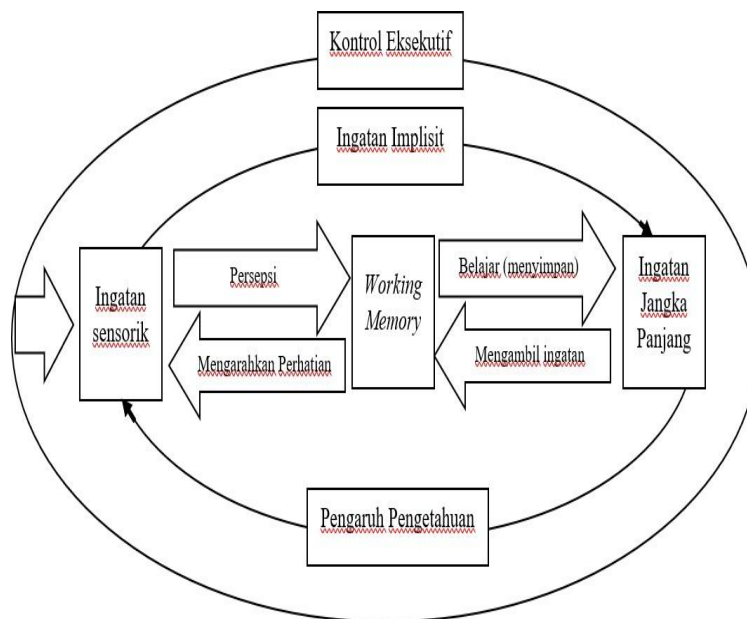 Kontrol Eksekutif
Ingatan Implisit
Ingatan
sensorik
Persepsi
Mengarahkan Perhatian
Working
Memory
Belajar (menyimpan)
Mengambil ingatan
Ingatan
Jangka
Panjang
Pengaruh Pengetahuan